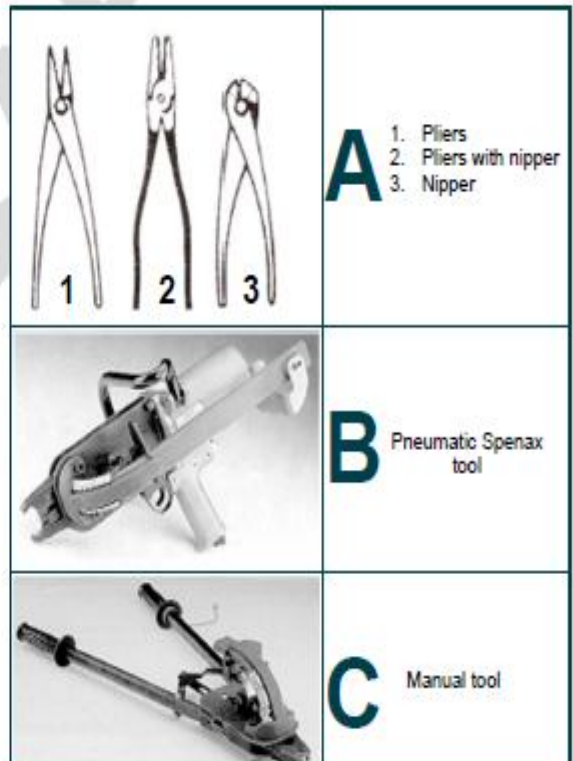 1 2 3
A
1. Pliers
2. Pliers with nipper
3. Nipper
B
Pneumatic Spenax
tool
C
Manual tool